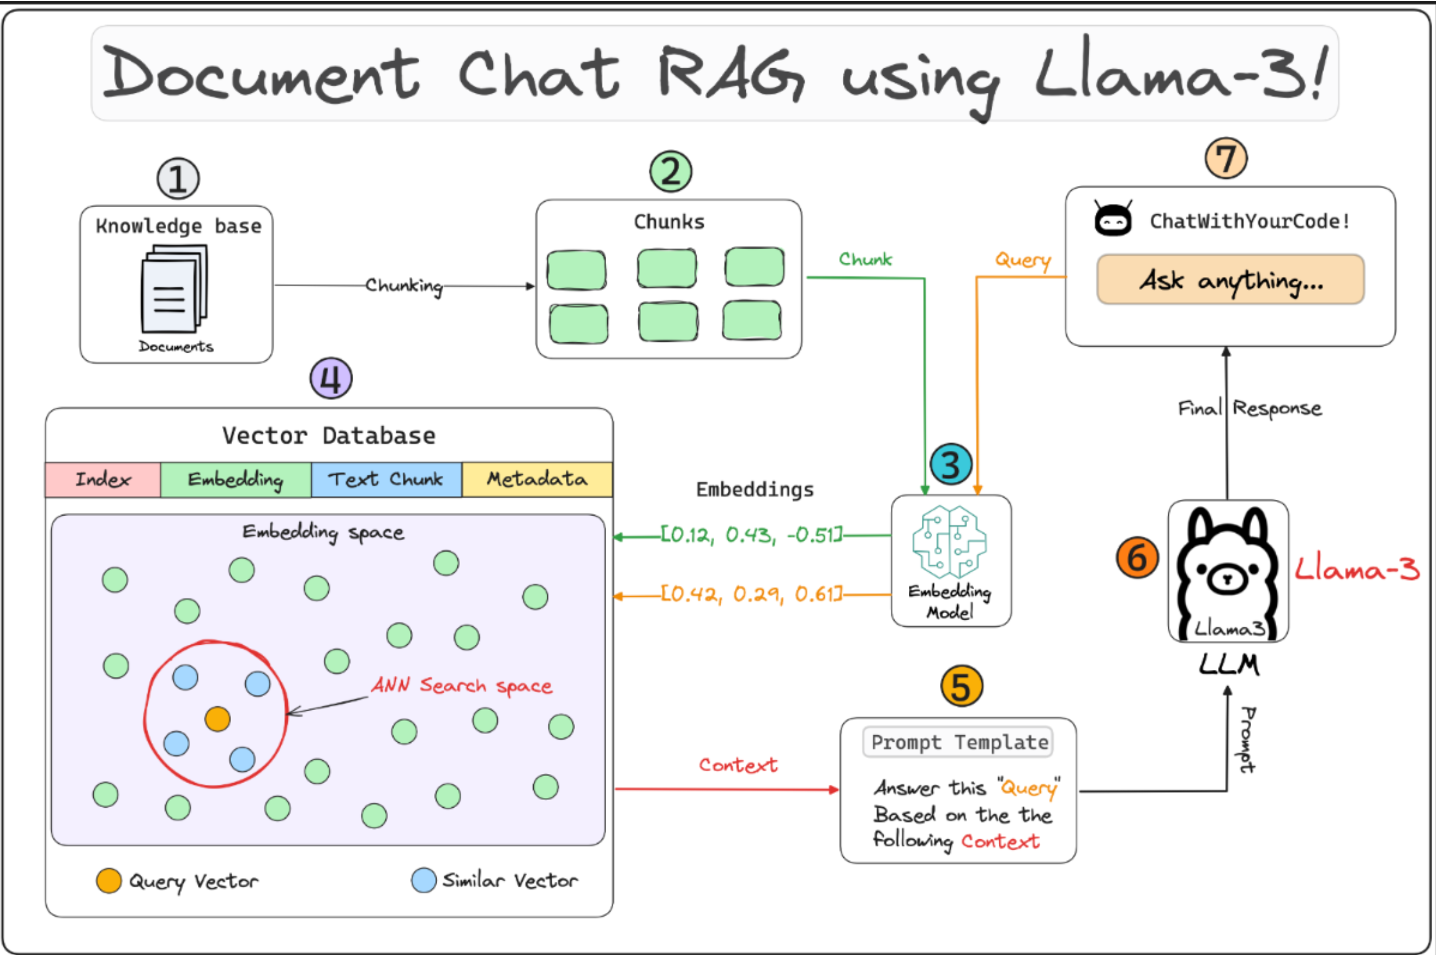 Document Chat RAG using Llama-3!
1
Knowledge base
Documents
Chunking
2
Chunks
Chunk
7
ChatWithYourCode!
Ask anything...
Query
3
Embedding
Model
Embeddings
[0.12, 0.43, -0.51]
[0.42, 0.29, 0.61]
4
Vector Database
Index
Embedding
Text Chunk
Metadata
Embedding space
ANN Search space
Query Vector
Similar Vector
Context
5
Prompt Template
Answer this "Query"
Based on the the
following Context
Prompt
6
Llama3
Llama-3
LLM
Final Response